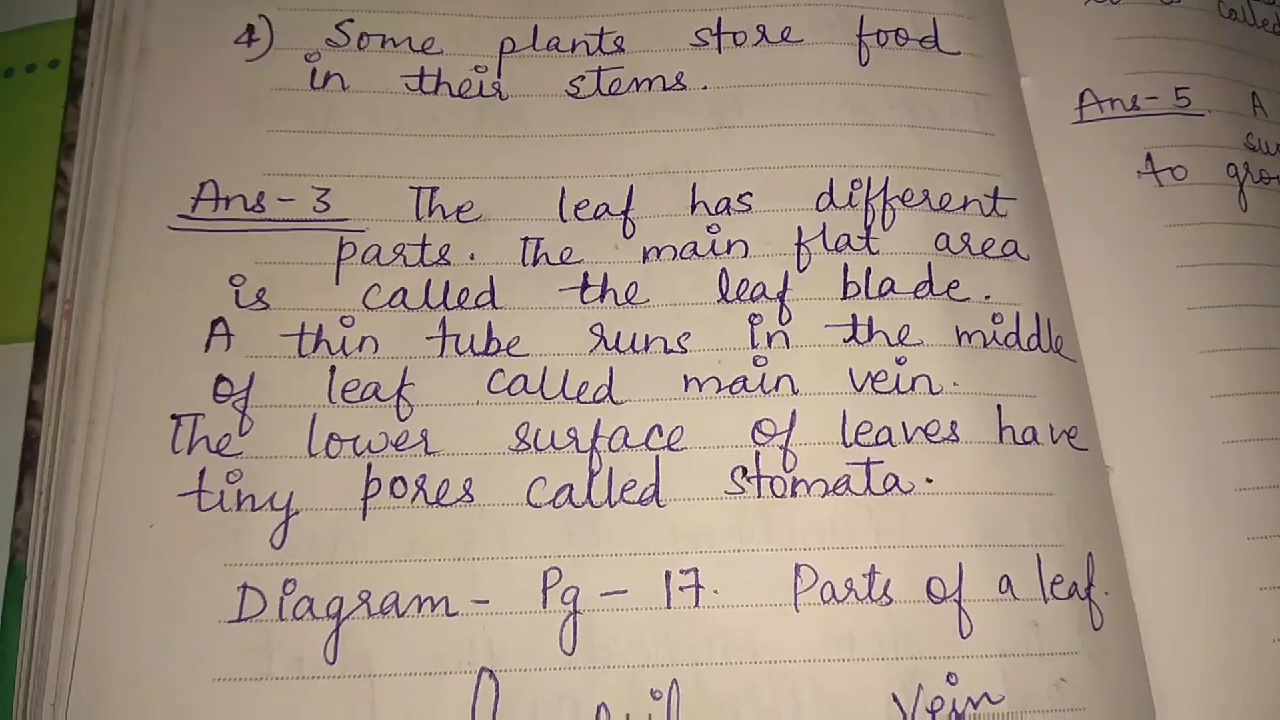 4) Some plants store food
in their stems.
Ans-3 The leaf has different
parts. The main flat area
is called the leaf blade.
A thin tube runs in the middle
of leaf called main vein.
The lower surface of leaves have
tiny pores called stomata.
Diagram - Pg - 17. Parts of a leaf.
Vein
called
Ans-5 A
to